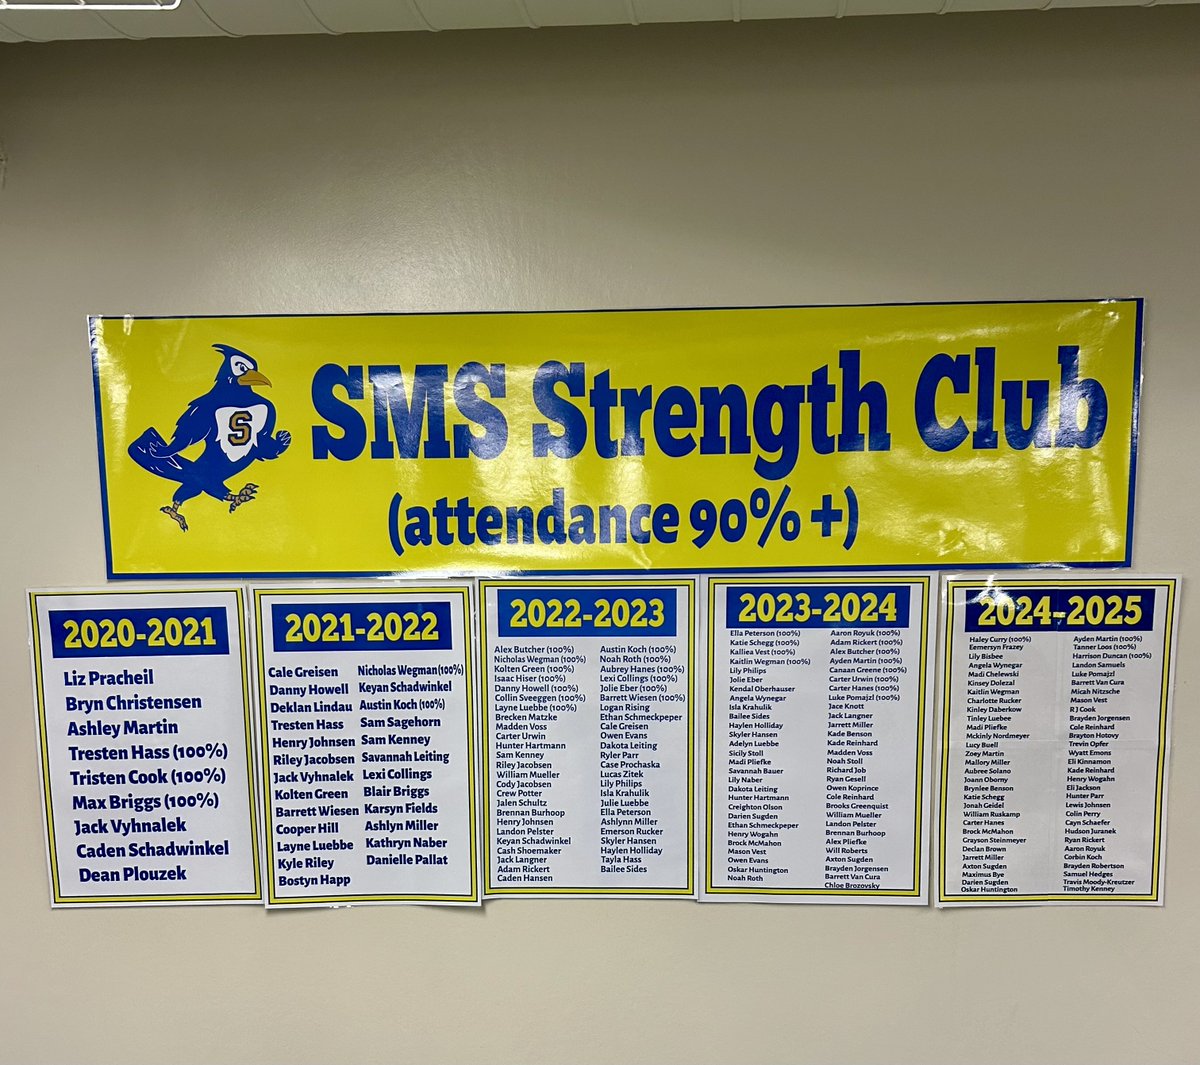 S
SMS Strength Club
(attendance 90% +)
2020-2021
Liz Pracheil
Bryn Christensen
Ashley Martin
Tresten Hass (100%)
Tristen Cook (100%)
Max Briggs (100%)
Jack Vyhnalek
Caden Schadwinkel
Dean Plouzek
2021-2022
Cale Greisen
Danny Howell
Deklan Lindau
Tresten Hass
Henry Johnsen
Riley Jacobsen
Jack Vyhnalek
Kolten Green
Barrett Wiesen
Cooper Hill
Layne Luebbe
Kyle Riley
Bostyn Happ
Nicholas Wegman (100%)
Keyan Schadwinkel
Austin Koch (100%)
Sam Sagehorn
Sam Kenney
Savannah Leiting
Lexi Collings
Blair Briggs
Karsyn Fields
Ashlyn Miller
Kathryn Naber
Danielle Pallat
2022-2023
Alex Butcher (100%)
Nicholas Wegman (100%)
Kolten Green (100%)
Isaac Hiser (100%)
Danny Howell (100%)
Collin Sveeggen (100%)
Layne Luebbe (100%)
Brecken Matzke
Madden Voss
Carter Urwin
Hunter Hartmann
Sam Kenney
Riley Jacobsen
William Mueller
Cody Jacobsen
Crew Potter
Jalen Schultz
Brennan Burhoop
Henry Johnsen
Landon Pelster
Keyan Schadwinkel
Cash Shoemaker
Jack Langner
Adam Rickert
Caden Hansen
Austin Koch (100%)
Noah Roth (100%)
Aubrey Hanes (100%)
Lexi Collings (100%)
Jolie Eber (100%)
Barrett Wiesen (100%)
Logan Rising
Ethan Schmeckpeper
Cale Greisen
Owen Evans
Dakota Leiting
Ryler Parr
Case Prochaska
Lucas Zitek
Lily Philips
Isla Krahulik
Julie Luebbe
Ella Peterson
Ashlynn Miller
Emerson Rucker
Skyler Hansen
Haylen Holliday
Tayla Hass
Bailee Sides
2023-2024
Ella Peterson (100%)
Katie Schegg (100%)
Kalliea Vest (100%)
Kaitlin Wegman (100%)
Lily Philips
Jolie Eber
Kendal Oberhauser
Angela Wynegar
Isla Krahulik
Bailee Sides
Haylen Holliday
Skyler Hansen
Adelyn Luebbe
Sicily Stoll
Madi Pliefke
Savannah Bauer
Lily Naber
Dakota Leiting
Hunter Hartmann
Creighton Olson
Darien Sugden
Ethan Schmeckpeper
Henry Wogahn
Brock McMahon
Mason Vest
Owen Evans
Oskar Huntington
Noah Roth
Aaron Royuk (100%)
Adam Rickert (100%)
Alex Butcher (100%)
Ayden Martin (100%)
Canaan Greene (100%)
Carter Urwin (100%)
Carter Hanes (100%)
Luke Pomajzl (100%)
Jace Knott
Jack Langner
Jarrett Miller
Kade Benson
Kade Reinhard
Madden Voss
Noah Stoll
Richard Job
Ryan Gesell
Owen Koprince
Cole Reinhard
Brooks Greenquist
William Mueller
Landon Pelster
Brennan Burhoop
Alex Pliefke
Will Roberts
Axton Sugden
Brayden Jorgensen
Barrett Van Cura
Chloe Brozovsky
2024-2025
Haley Curry (100%)
Eemersyn Frazey
Lily Bisbee
Angela Wynegar
Madi Chelewski
Kinsey Dolezal
Kaitlin Wegman
Charlotte Rucker
Kinley Daberkow
Tinley Luebee
Madi Pliefke
Mckinly Nordmeyer
Lucy Buell
Zoey Martin
Mallory Miller
Aubree Solano
Joann Oborny
Brynlee Benson
Katie Schegg
Jonah Geidel
William Ruskamp
Carter Hanes
Brock McMahon
Grayson Steinmeyer
Declan Brown
Jarrett Miller
Axton Sugden
Maximus Bye
Darien Sugden
Oskar Huntington
Ayden Martin (100%)
Tanner Loos (100%)
Harrison Duncan (100%)
Landon Samuels
Luke Pomajzl
Barrett Van Cura
Micah Nitzsche
Mason Vest
R J Cook
Brayden Jorgensen
Cole Reinhard
Brayton Hotovy
Trevin Opfer
Wyatt Emons
Eli Kinnamon
Kade Reinhard
Henry Wogahn
Eli Jackson
Hunter Parr
Lewis Johnsen
Colin Perry
Cayn Schaefer
Hudson Juranek
Ryan Rickert
Aaron Royuk
Corbin Koch
Brayden Robertson
Samuel Hedges
Travis Moody-Kreutzer
Timothy Kenney